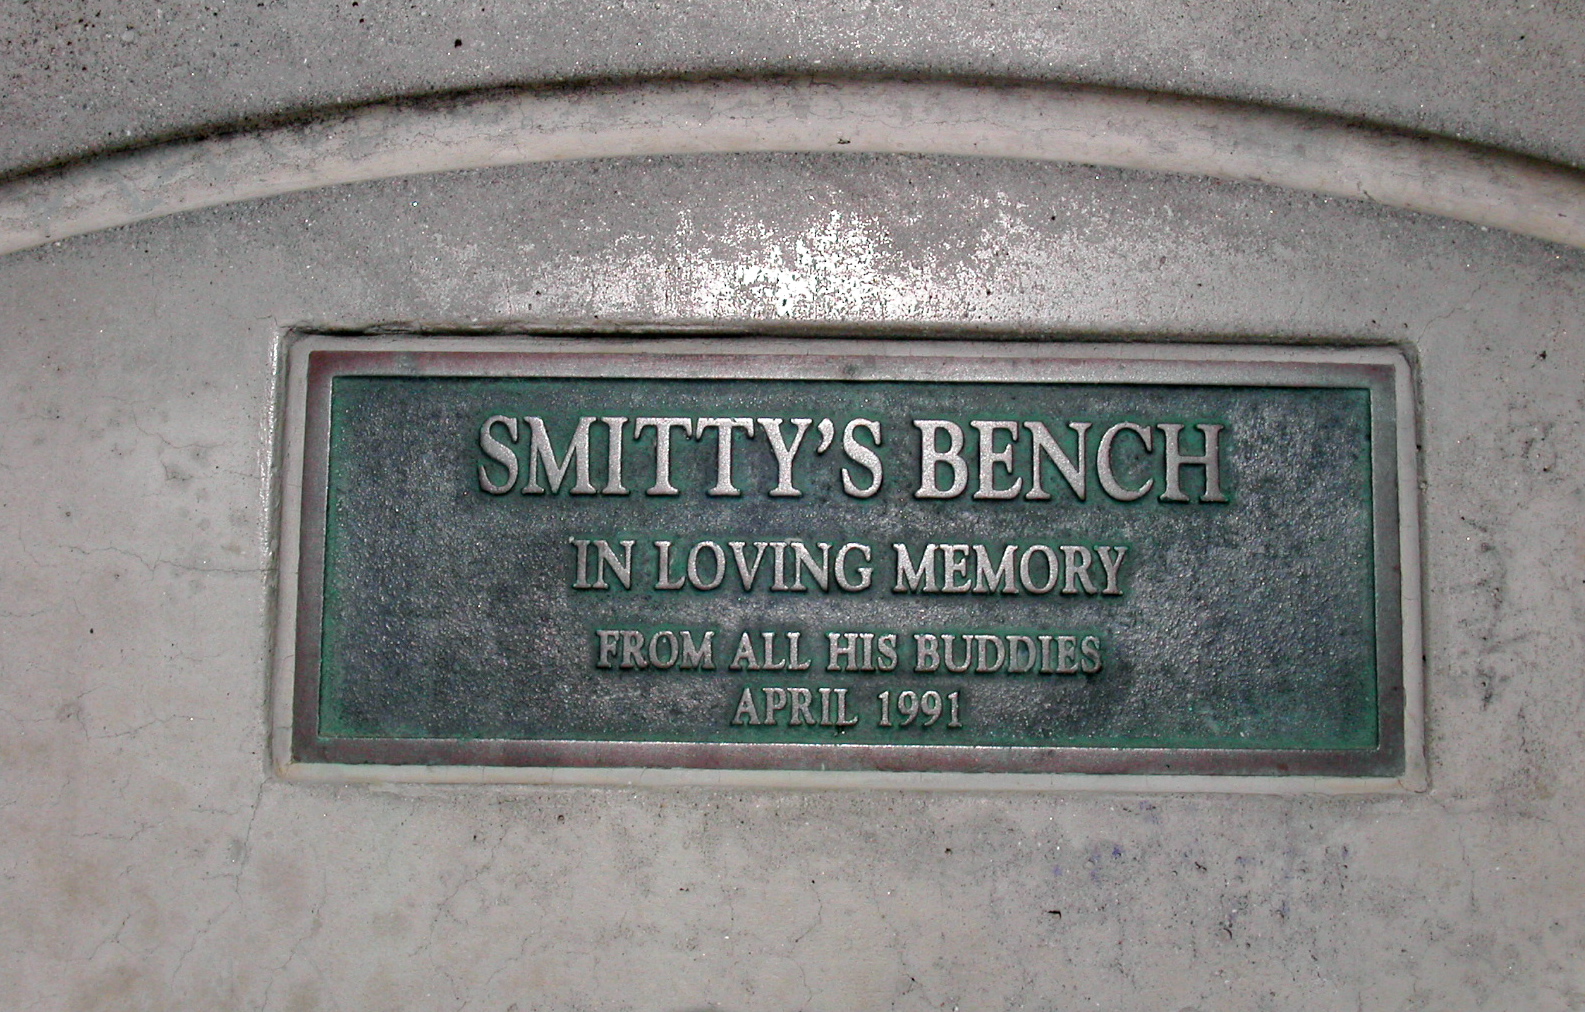 SMITTY'S BENCH
IN LOVING MEMORY
FROM ALL HIS BUDDIES
APRIL 1991